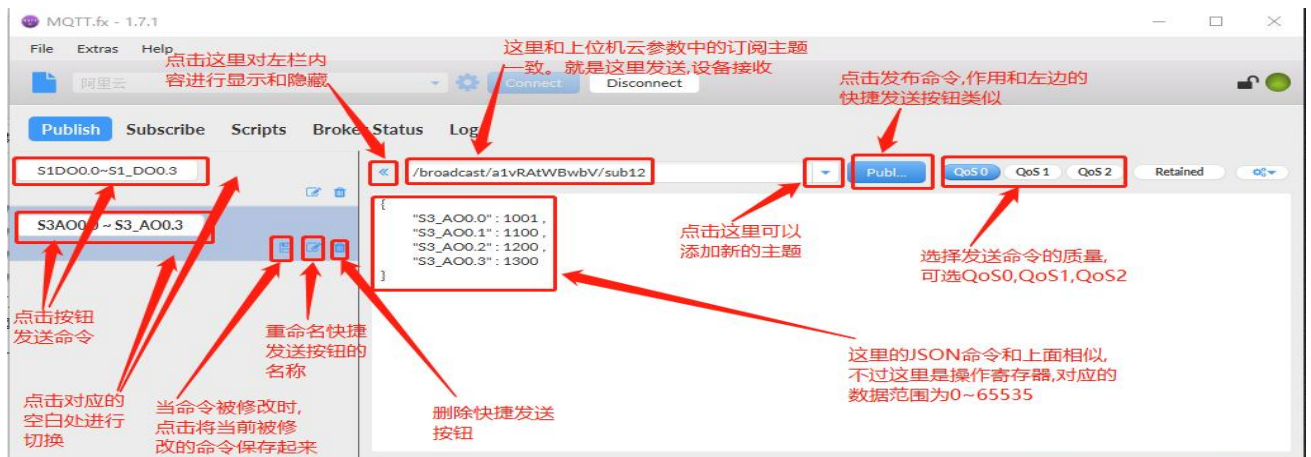 MQTT.fx - 1.7.1
File Extras Help
点击这里对左栏内
容进行显示和隐藏
这里和上位机云参数中的订阅主题
一致。就是这里发送,设备接收
点击发布命令,作用和左边的
快捷发送按钮类似
阿里云
Connect
Disconnect
Publish Subscribe Scripts Broker Status Log
S1DO0.0~S1_DO0.3
/broadcast/a1vRAtWBwbV/sub12
Publ...
QoS 0
QoS 1
QoS 2
Retained
S3AO0.0 ~ S3_AO0.3
{
"S3_AO0.0" : 1001 ,
"S3_AO0.1" : 1100 ,
"S3_AO0.2" : 1200 ,
"S3_AO0.3" : 1300
}
点击这里可以
添加新的主题
选择发送命令的质量,
可选QoS0,QoS1,QoS2
点击按钮
发送命令
重命名快捷
发送按钮的
名称
这里的JSON命令和上面相似,
不过这里是操作寄存器,对应的
数据范围为0~65535
点击对应的
空白处进行
切换
当命令被修改时,
点击将当前被修
改的命令保存起来
删除快捷发送
按钮